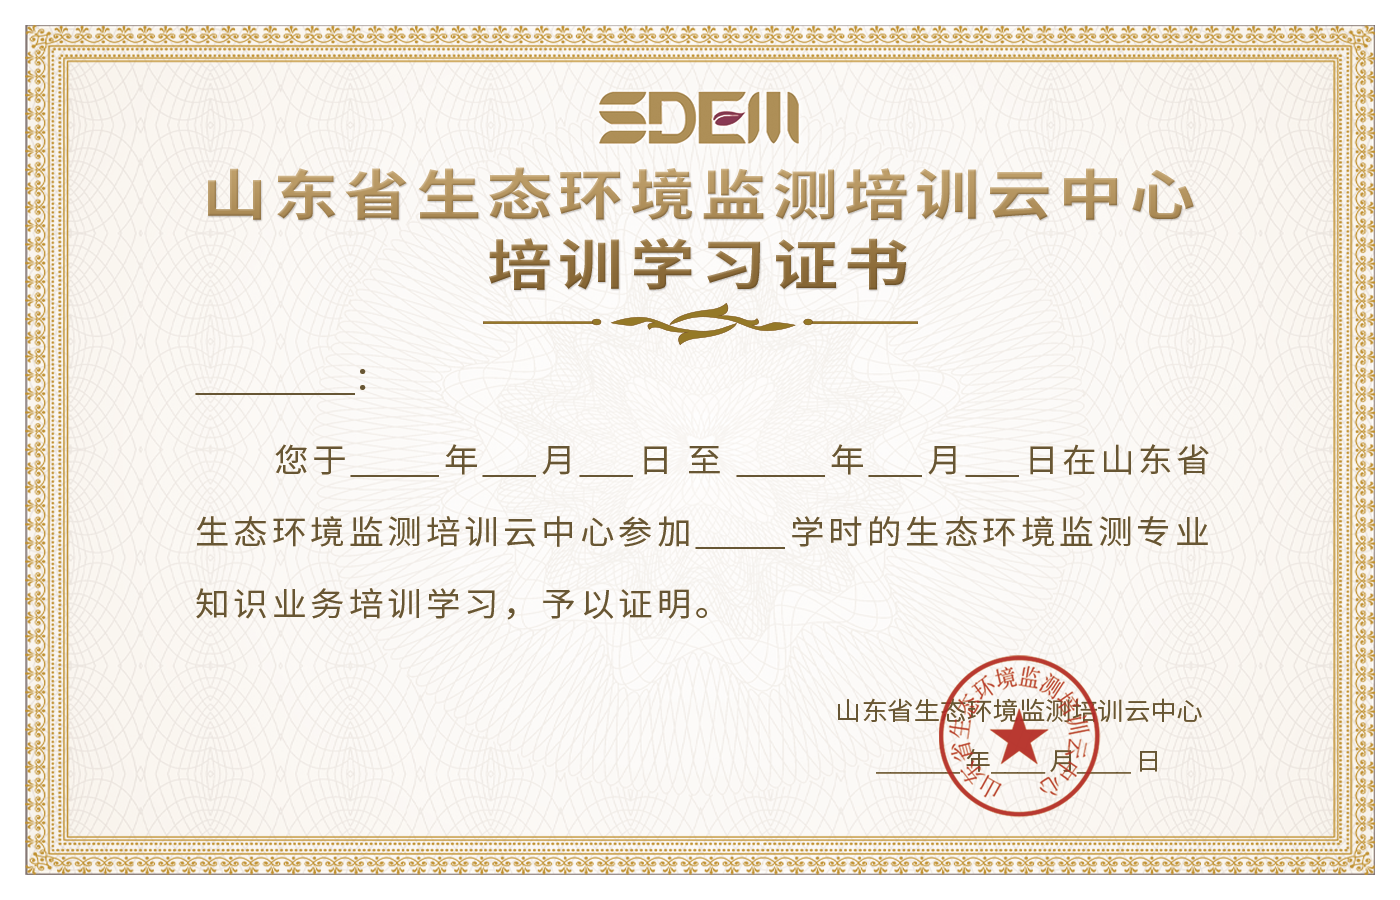 SDEM
山东省生态环境监测培训云中心
培训学习证书
_________：
您于_____年___月___日 至 _____年___月___日在山东省
生态环境监测培训云中心参加_____学时的生态环境监测专业
知识业务培训学习，予以证明。
山东省生态环境监测培训云中心
______年____月____日
山东省生态环境监测培训云中心